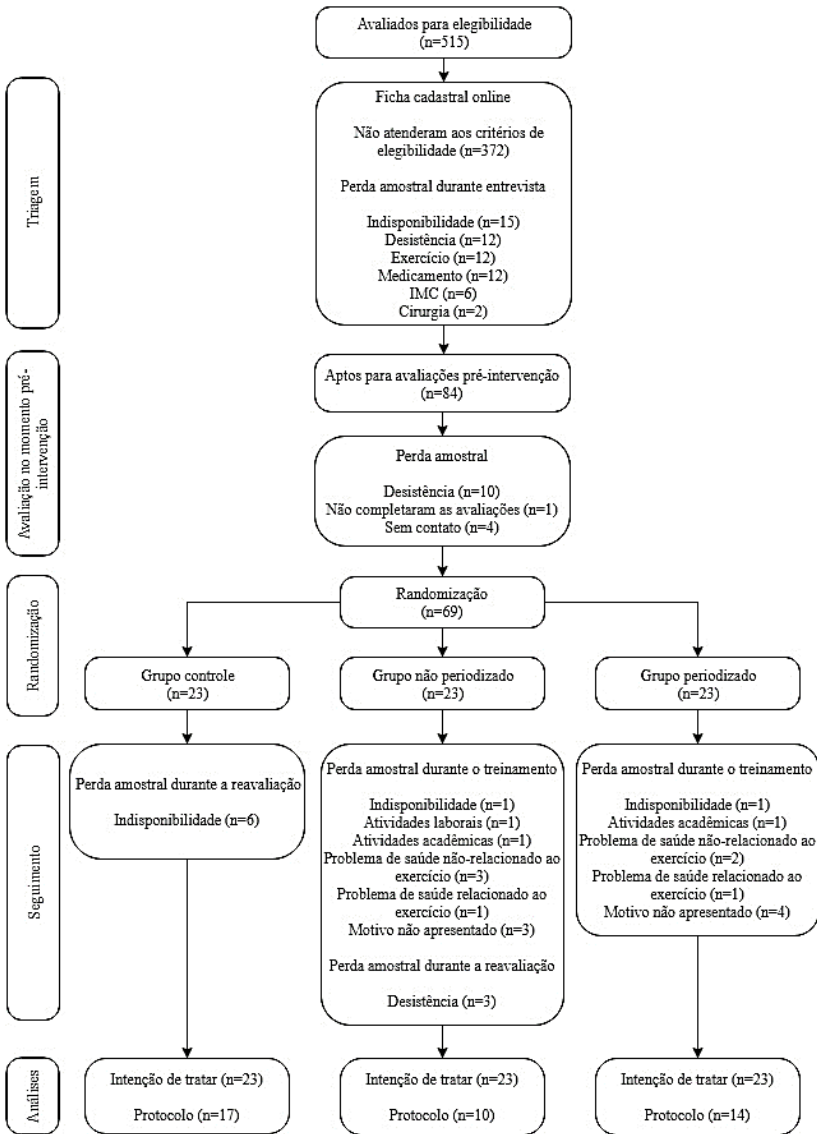 Avaliados para elegibilidade
(n=515)
Triagem
Ficha cadastral online
Não atenderam aos critérios de
elegibilidade (n=372)
Perda amostral durante entrevista
Indisponibilidade (n=15)
Desistência (n=12)
Exercício (n=12)
Medicamento (n=12)
IMC (n=6)
Cirurgia (n=2)
Avaliação no momento pré-
intervenção
Aptos para avaliações pré-intervenção
(n=84)
Perda amostral
Desistência (n=10)
Não completaram as avaliações (n=1)
Sem contato (n=4)
Randomização
Randomização
(n=69)
Grupo controle
(n=23)
Grupo não periodizado
(n=23)
Grupo periodizado
(n=23)
Seguimento
Perda amostral durante a reavaliação
Indisponibilidade (n=6)
Perda amostral durante o treinamento
Indisponibilidade (n=1)
Atividades laborais (n=1)
Atividades acadêmicas (n=1)
Problema de saúde não-relacionado ao
exercício (n=3)
Problema de saúde relacionado ao
exercício (n=1)
Motivo não apresentado (n=3)
Perda amostral durante a reavaliação
Desistência (n=3)
Perda amostral durante o treinamento
Indisponibilidade (n=1)
Atividades acadêmicas (n=1)
Problema de saúde não-relacionado ao
exercício (n=2)
Problema de saúde relacionado ao
exercício (n=1)
Motivo não apresentado (n=4)
Análises
Intenção de tratar (n=23)
Protocolo (n=17)
Intenção de tratar (n=23)
Protocolo (n=10)
Intenção de tratar (n=23)
Protocolo (n=14)